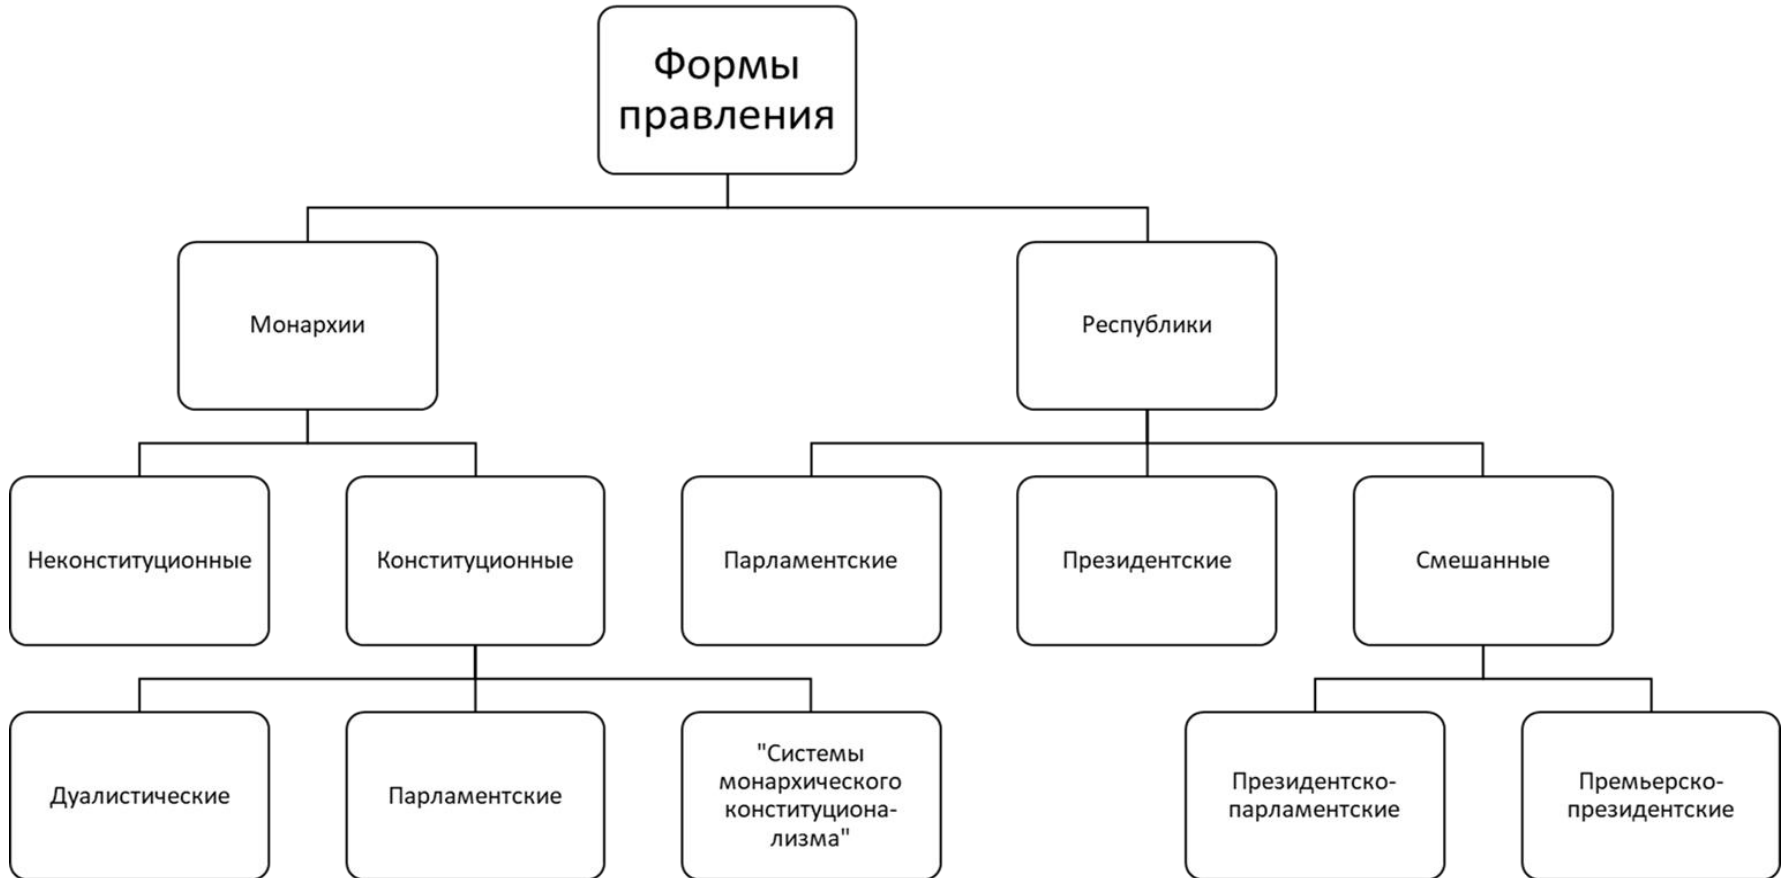 Формы
правления
Монархии
Республики
Неконституционные
Конституционные
Парламентские
Президентские
Смешанные
Дуалистические
Парламентские
"Системы
монархического
конституциона-
лизма"
Президентско-
парламентские
Премьерско-
президентские